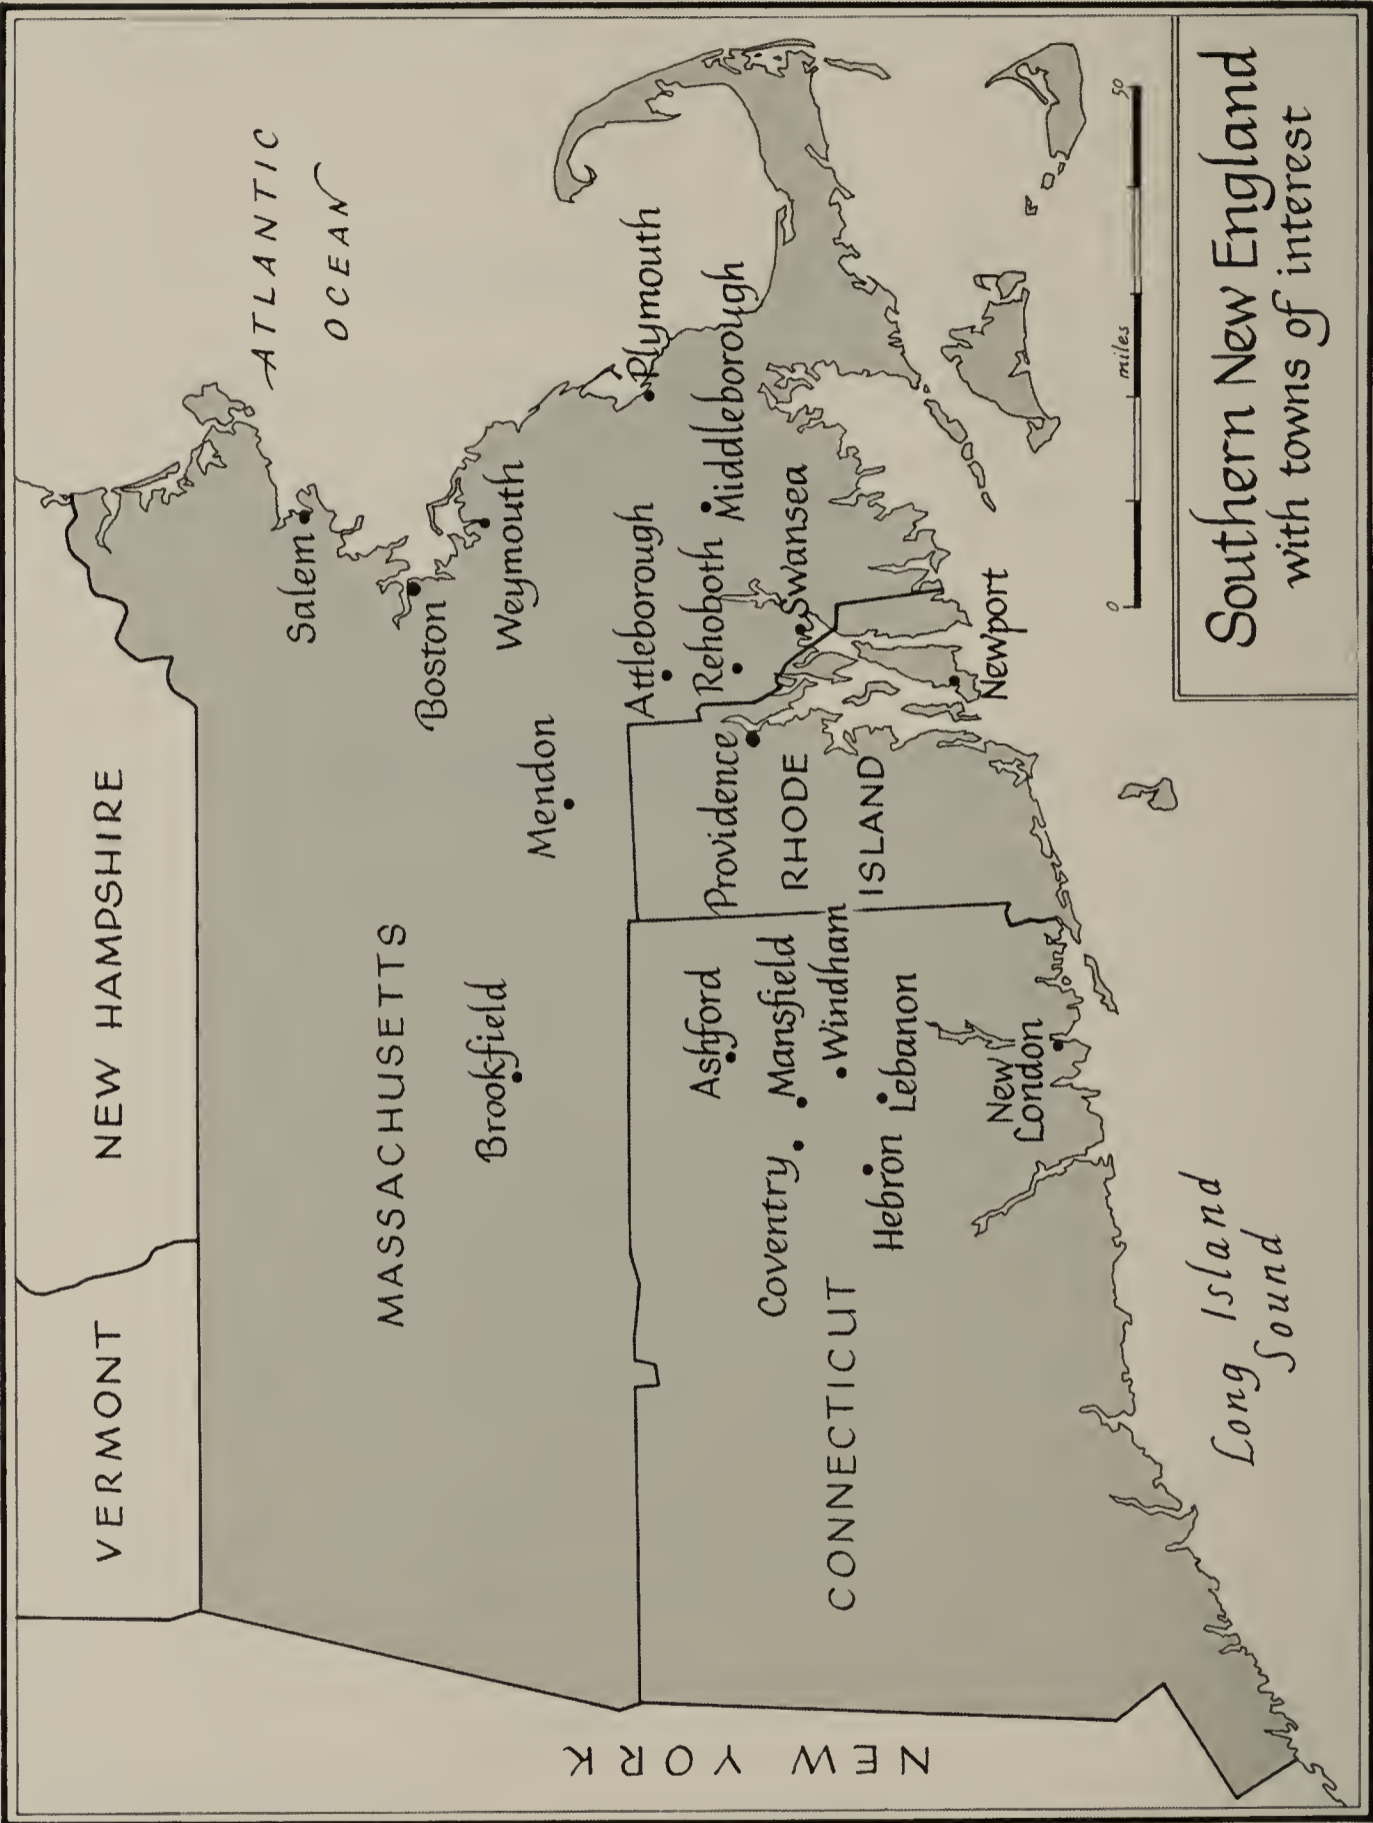 VERMONT
NEW HAMPSHIRE
ATLANTIC
OCEAN
MASSACHUSETTS
Salem
Boston
Brookfield
Mendon
Weymouth
Plymouth
Attleborough
Rehoboth
Middleborough
Swansea
Providence
RHODE
ISLAND
Newport
Ashford
Mansfield
Coventry
Windham
Hebron
Lebanon
New
London
CONNECTICUT
NEW YORK
Long Island
Sound
0
miles
50
Southern New England
with towns of interest